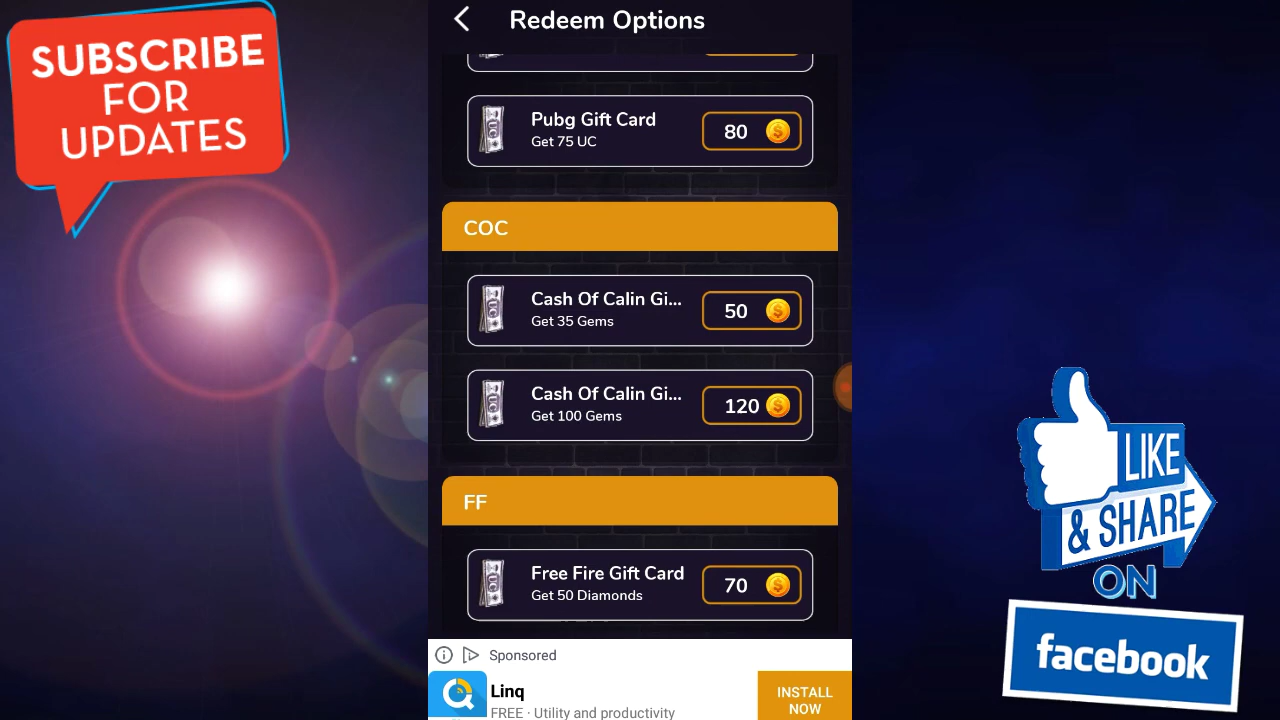 SUBSCRIBE
FOR
UPDATES
Redeem Options
Pubg Gift Card
Get 75 UC
80
COC
Cash Of Calin Gi...
Get 35 Gems
50
Cash Of Calin Gi...
Get 100 Gems
120
FF
Free Fire Gift Card
Get 50 Diamonds
70
Sponsored
Linq
FREE · Utility and productivity
INSTALL
NOW
LIKE
& SHARE
ON
facebook